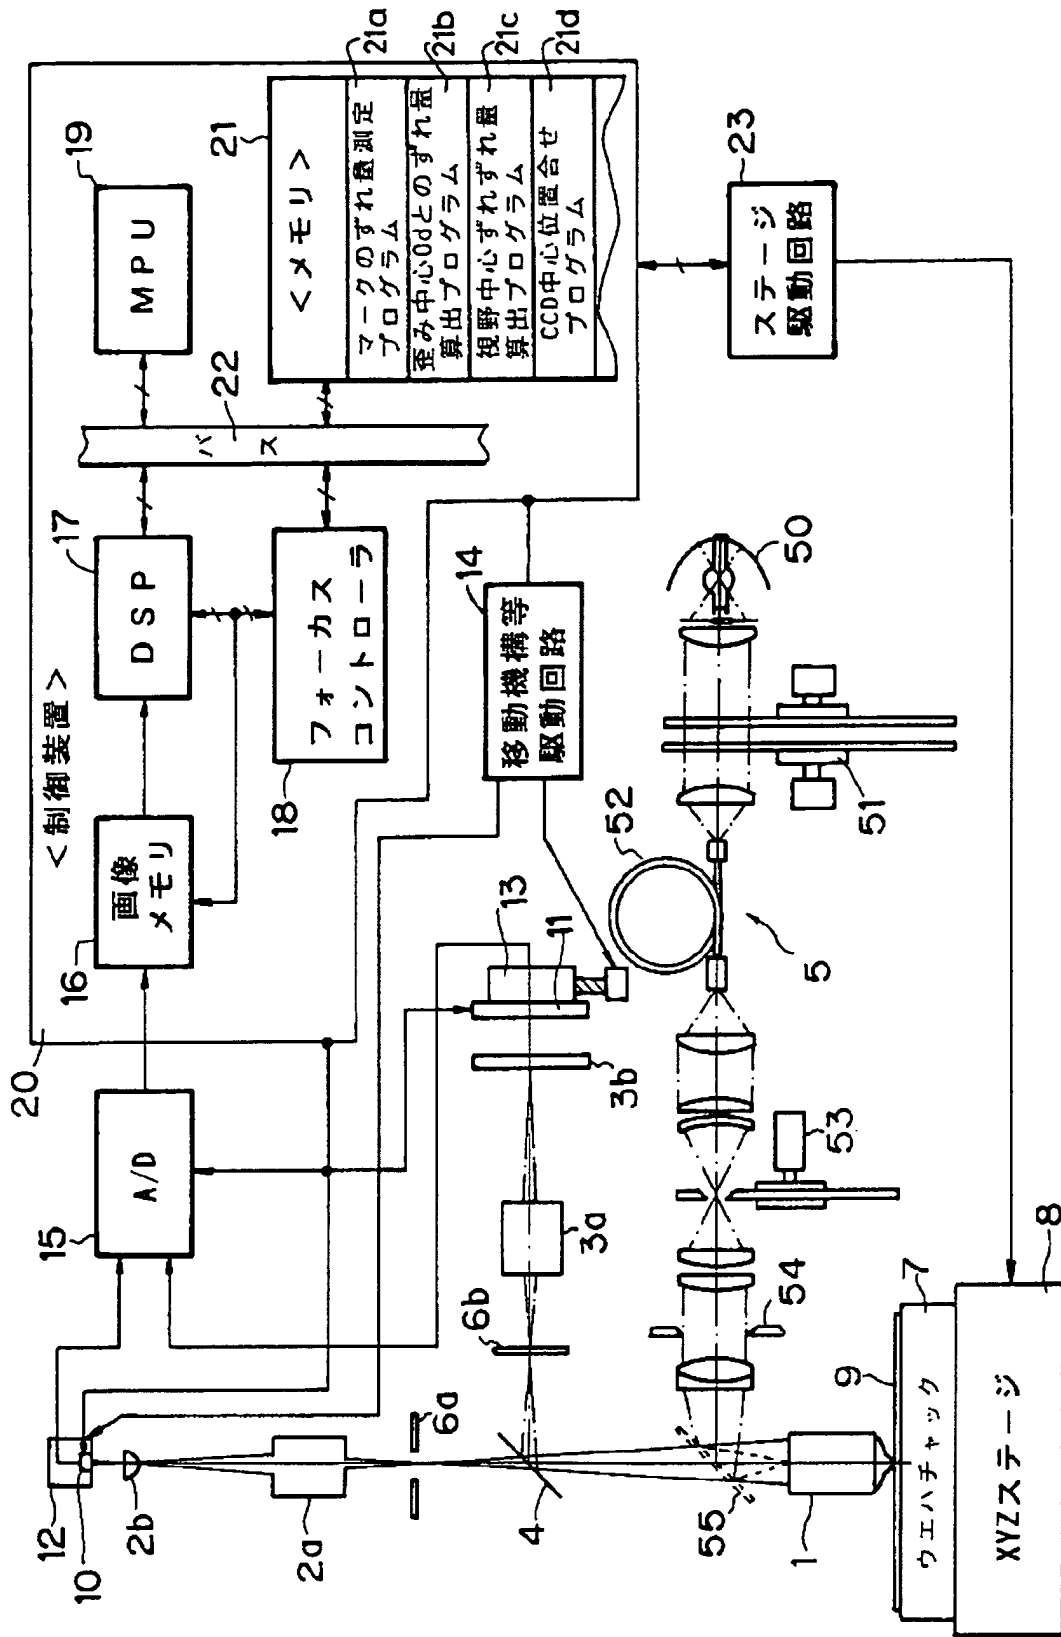 20
<制御装置>
15
A/D
16
画像
メモリ
17
DSP
18
フォーカス
コントローラ
19
MPU
22
バス
21
<メモリ>
マークのずれ量測定
プログラム
21a
歪み中心Odとのずれ量
算出プログラム
21b
視野中心ずれずれ量
算出プログラム
21c
CCD中心位置合せ
プログラム
21d
12
10
2b
2a
6a
4
6b
3a
3b
11
13
14
移動機構等
駆動回路
23
ステージ
駆動回路
55
54
53
5
52
51
50
1
9
ウエハチャック
7
XYZステージ
8